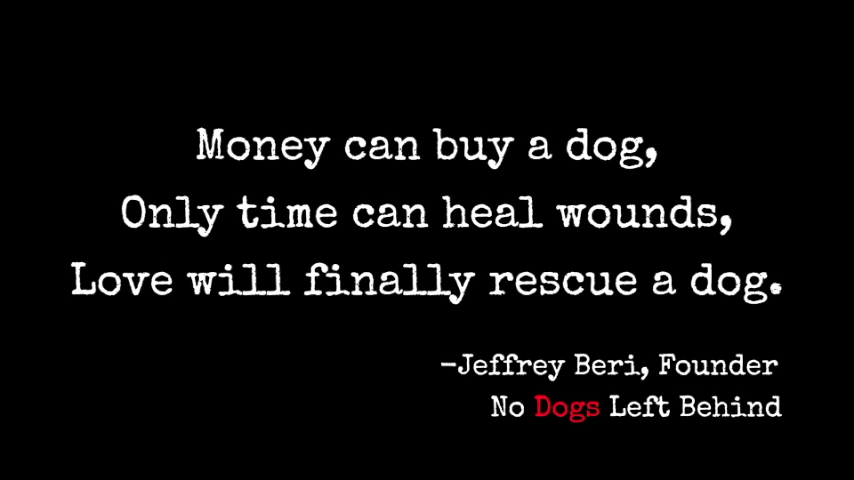 Money can buy a dog,
Only time can heal wounds,
Love will finally rescue a dog.
-Jeffrey Beri, Founder
No Dogs Left Behind